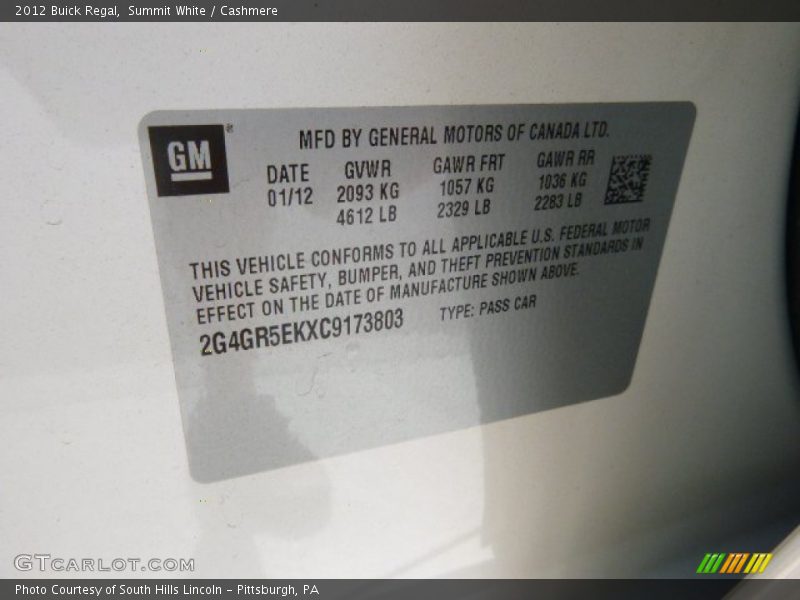 2012 Buick Regal, Summit White / Cashmere
GM
MFD BY GENERAL MOTORS OF CANADA LTD.
DATE GVWR GAWR FRT GAWR RR
01/12 2093 KG 1057 KG 1036 KG
4612 LB 2329 LB 2283 LB
THIS VEHICLE CONFORMS TO ALL APPLICABLE U.S. FEDERAL MOTOR
VEHICLE SAFETY, BUMPER, AND THEFT PREVENTION STANDARDS IN
EFFECT ON THE DATE OF MANUFACTURE SHOWN ABOVE.
2G4GR5EKXC9173803 TYPE: PASS CAR
GTCARLOT.COM
Photo Courtesy of South Hills Lincoln - Pittsburgh, PA